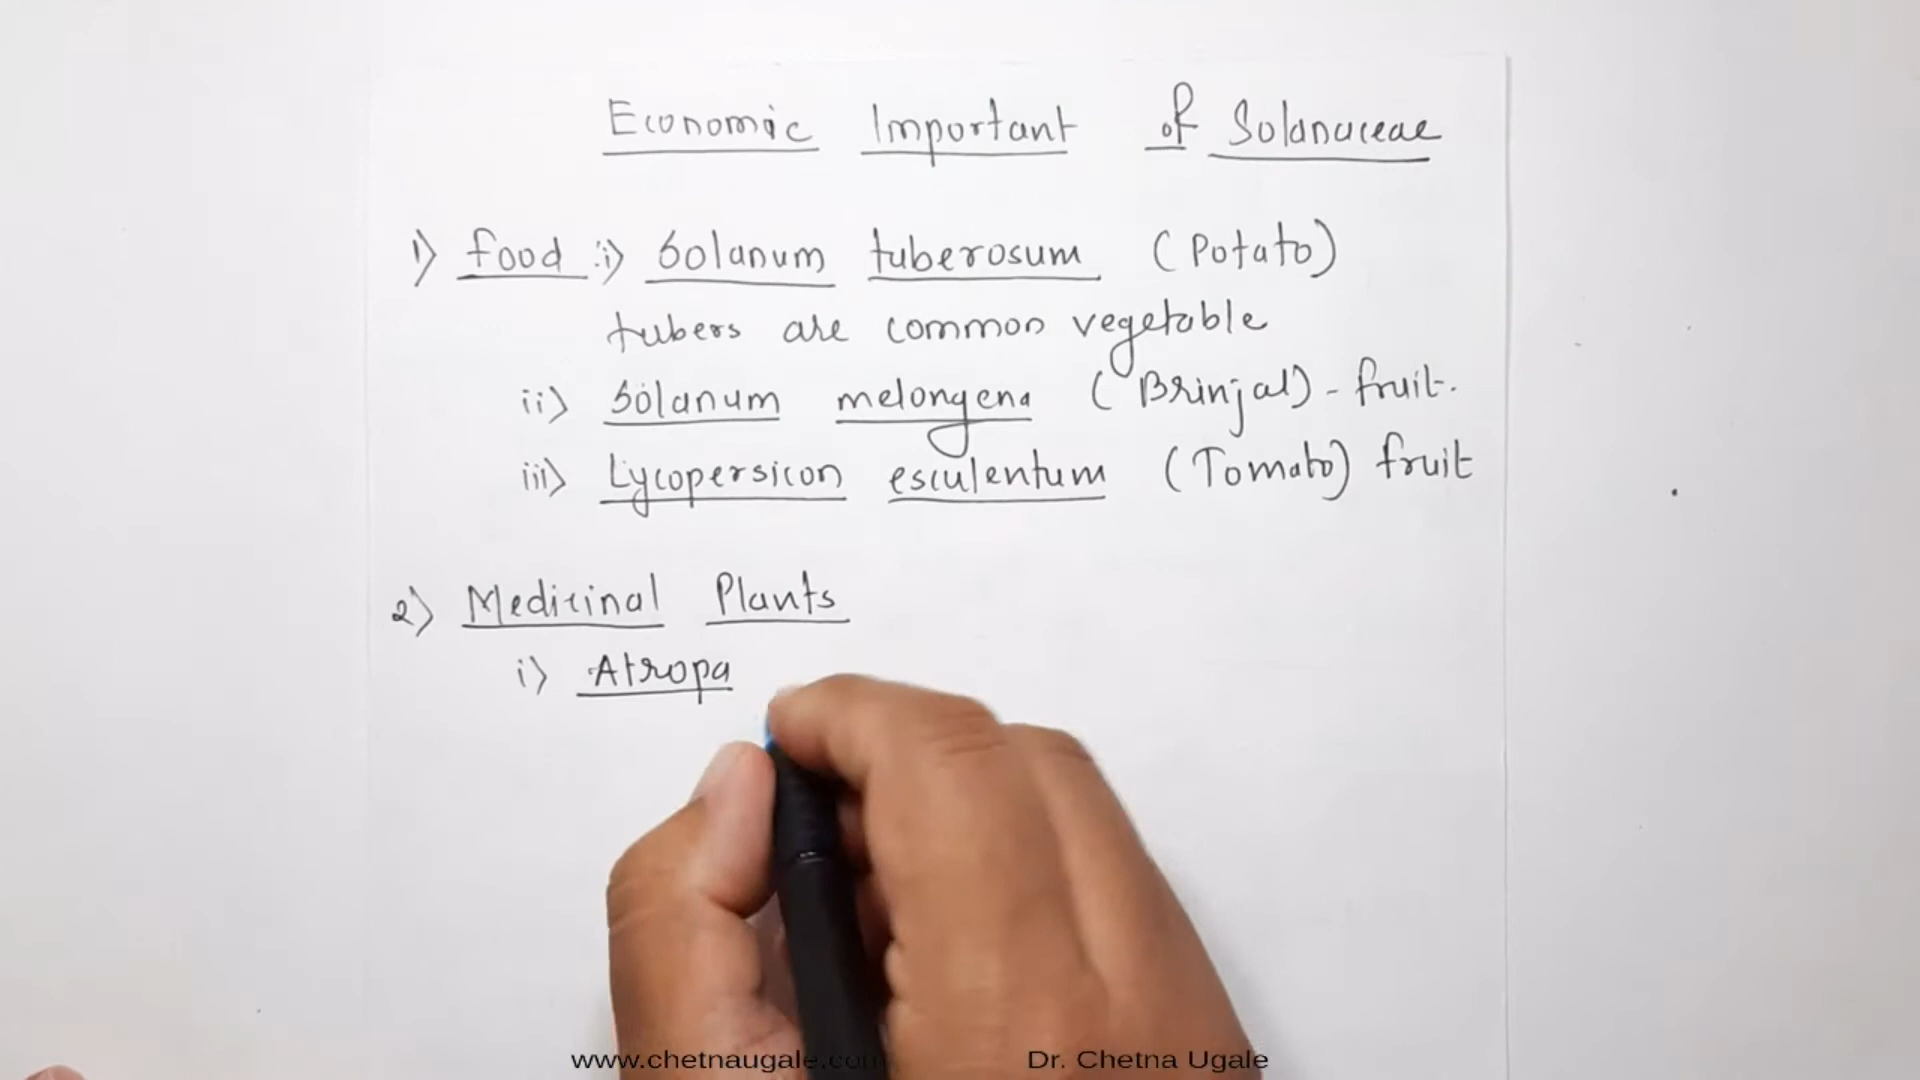 Economic Important of Solanaceae
1) food :i) Solanum tuberosum (Potato)
tubers are common vegetable
ii) Solanum melongena (Brinjal) - fruit.
iii) Lycopersicon esculentum (Tomato) fruit
2) Medicinal Plants
i) Atropa
www.chetnaugale.com Dr. Chetna Ugale